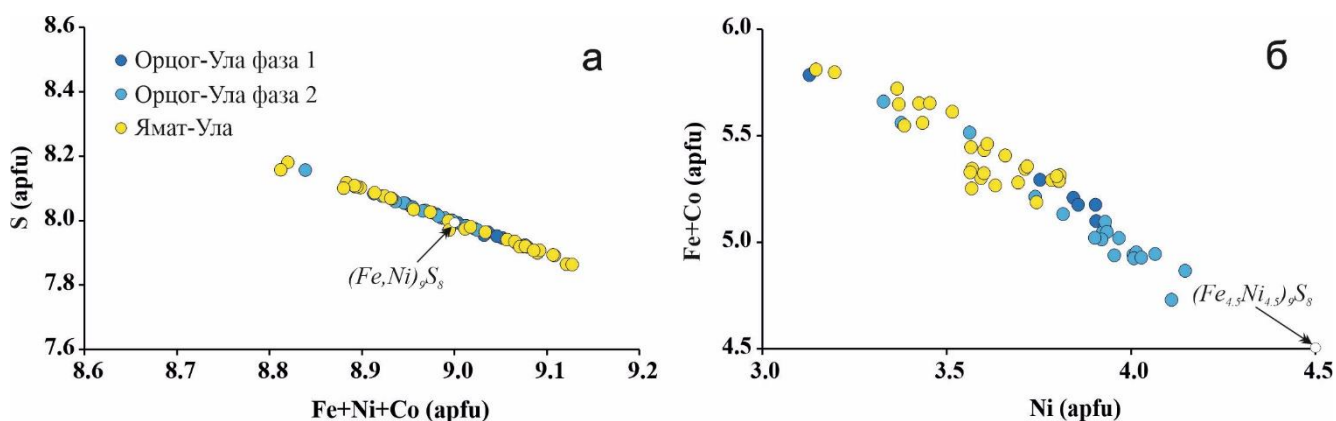 а
S (apfu)
8.6
8.4
8.2
8.0
7.8
7.6
Орцог-Ула фаза 1
Орцог-Ула фаза 2
Ямат-Ула
(Fe,Ni)₉S₈
8.6
8.7
8.8
8.9
9.0
9.1
9.2
Fe+Ni+Co (apfu)
б
Fe+Co (apfu)
6.0
5.5
5.0
4.5
(Fe₄.₅Ni₄.₅)₉S₈
3.0
3.5
4.0
4.5
Ni (apfu)